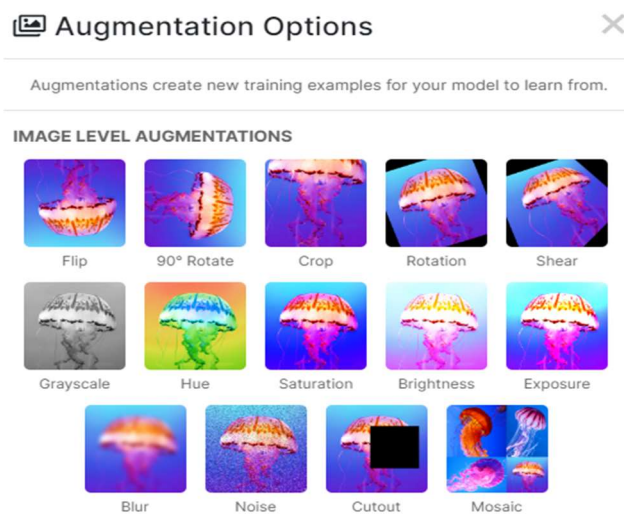 Augmentation Options
Augmentations create new training examples for your model to learn from.
IMAGE LEVEL AUGMENTATIONS
Flip 90° Rotate Crop Rotation Shear
Grayscale Hue Saturation Brightness Exposure
Blur Noise Cutout Mosaic